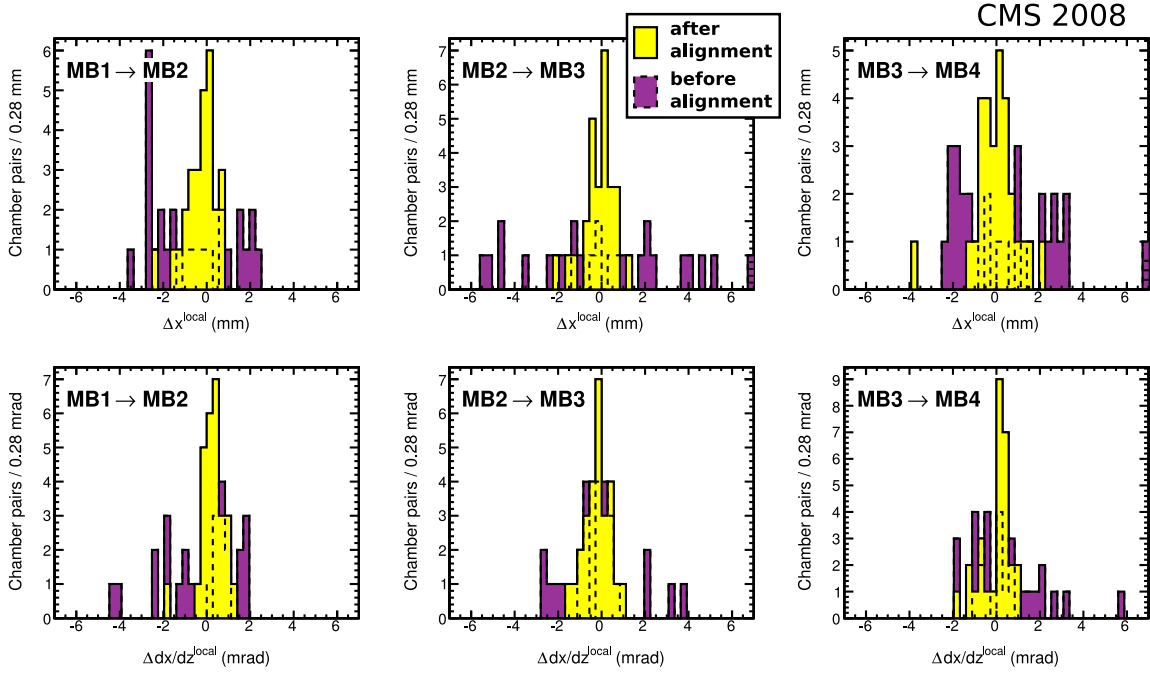 CMS 2008
after
alignment
before
alignment
MB1 → MB2
Chamber pairs / 0.28 mm
0 1 2 3 4 5 6
-6 -4 -2 0 2 4 6
Δx^local (mm)
MB2 → MB3
Chamber pairs / 0.28 mm
0 1 2 3 4 5 6 7
-6 -4 -2 0 2 4 6
Δx^local (mm)
MB3 → MB4
Chamber pairs / 0.28 mm
0 1 2 3 4 5
-6 -4 -2 0 2 4 6
Δx^local (mm)
MB1 → MB2
Chamber pairs / 0.28 mrad
0 1 2 3 4 5 6 7
-6 -4 -2 0 2 4 6
Δdx/dz^local (mrad)
MB2 → MB3
Chamber pairs / 0.28 mrad
0 1 2 3 4 5 6 7
-6 -4 -2 0 2 4 6
Δdx/dz^local (mrad)
MB3 → MB4
Chamber pairs / 0.28 mrad
0 1 2 3 4 5 6 7 8 9
-6 -4 -2 0 2 4 6
Δdx/dz^local (mrad)